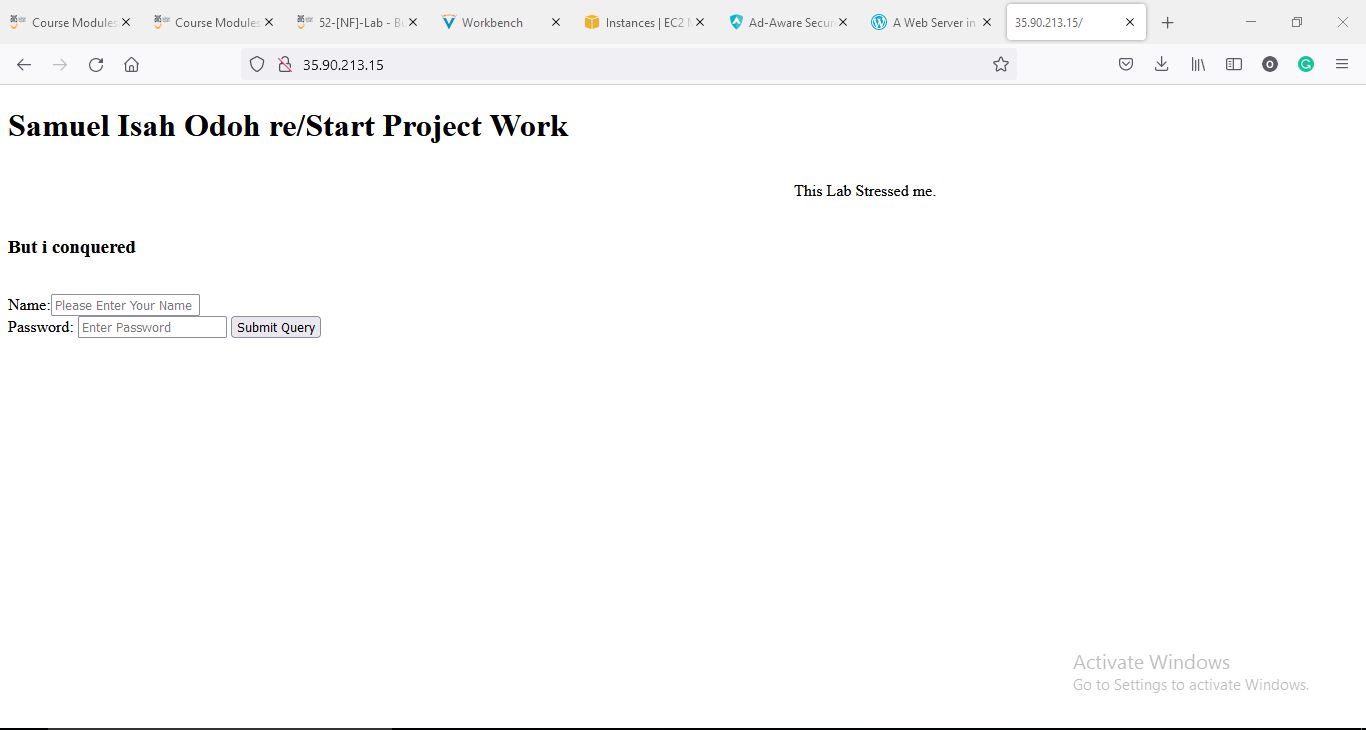 Course Modules
Course Modules
52-[NF]-Lab - Bu
Workbench
Instances | EC2 M
Ad-Aware Secur
A Web Server in
35.90.213.15/
35.90.213.15
Samuel Isah Odoh re/Start Project Work
This Lab Stressed me.
But i conquered
Name: Please Enter Your Name
Password: Enter Password Submit Query
Activate Windows
Go to Settings to activate Windows.